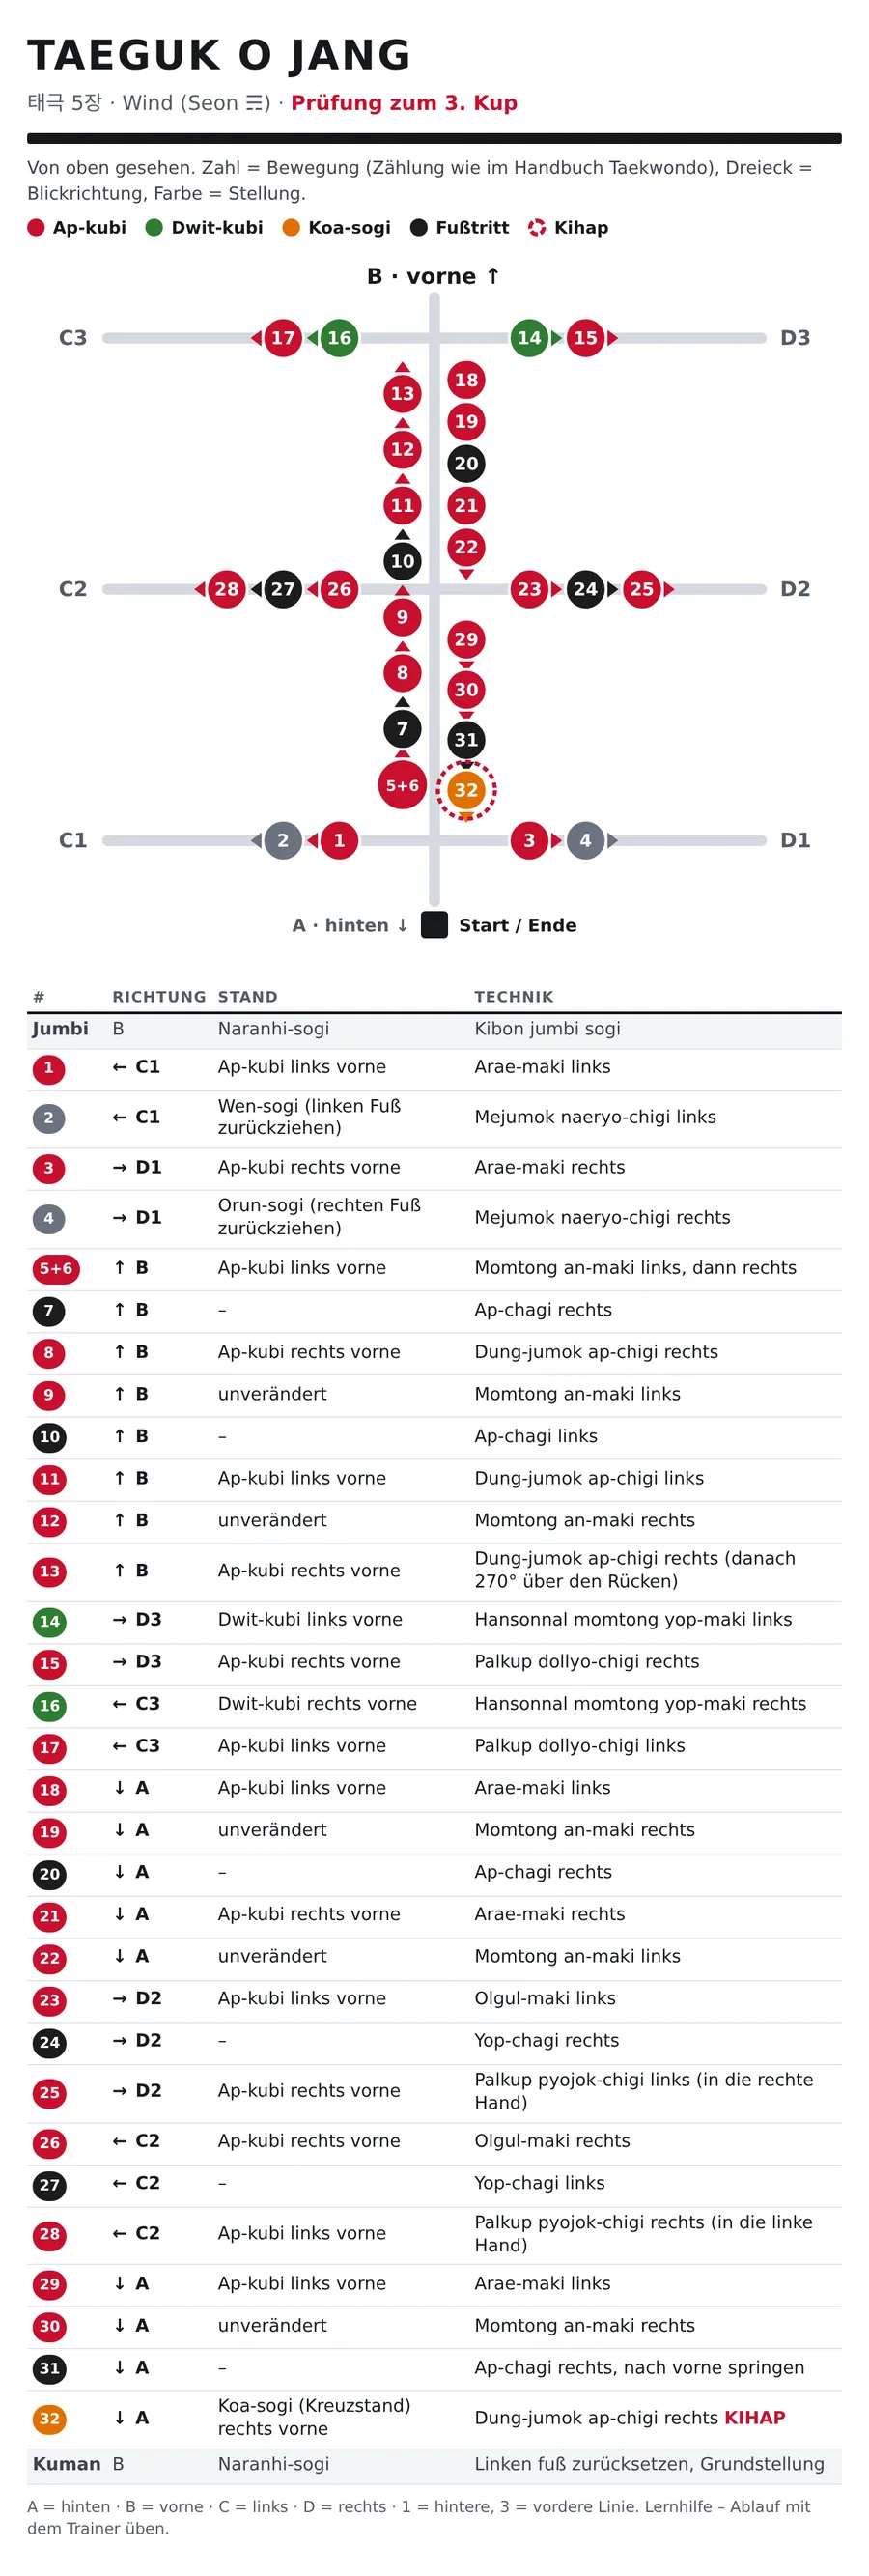 TAEGUK O JANG
태극 5장 · Wind (Seon ☴) · Prüfung zum 3. Kup
Von oben gesehen. Zahl = Bewegung (Zählung wie im Handbuch Taekwondo), Dreieck =
Blickrichtung, Farbe = Stellung.
Ap-kubi Dwit-kubi Koa-sogi Fußtritt Kihap
B · vorne ↑
C3 17 16 14 15 D3
13 18
19
12 20
11 21
10 22
C2 28 27 26 23 24 25 D2
9 29
8 30
7 31
5+6 32
C1 2 1 3 4 D1
A · hinten ↓ Start / Ende
# RICHTUNG STAND TECHNIK
Jumbi B Naranhi-sogi Kibon jumbi sogi
1 ← C1 Ap-kubi links vorne Arae-maki links
2 ← C1 Wen-sogi (linken Fuß zurückziehen) Mejumok naeryo-chigi links
3 → D1 Ap-kubi rechts vorne Arae-maki rechts
4 → D1 Orun-sogi (rechten Fuß zurückziehen) Mejumok naeryo-chigi rechts
5+6 ↑ B Ap-kubi links vorne Momtong an-maki links, dann rechts
7 ↑ B – Ap-chagi rechts
8 ↑ B Ap-kubi rechts vorne Dung-jumok ap-chigi rechts
9 ↑ B unverändert Momtong an-maki links
10 ↑ B – Ap-chagi links
11 ↑ B Ap-kubi links vorne Dung-jumok ap-chigi links
12 ↑ B unverändert Momtong an-maki rechts
13 ↑ B Ap-kubi rechts vorne Dung-jumok ap-chigi rechts (danach 270° über den Rücken)
14 → D3 Dwit-kubi links vorne Hansonnal momtong yop-maki links
15 → D3 Ap-kubi rechts vorne Palkup dollyo-chigi rechts
16 ← C3 Dwit-kubi rechts vorne Hansonnal momtong yop-maki rechts
17 ← C3 Ap-kubi links vorne Palkup dollyo-chigi links
18 ↓ A Ap-kubi links vorne Arae-maki links
19 ↓ A unverändert Momtong an-maki rechts
20 ↓ A – Ap-chagi rechts
21 ↓ A Ap-kubi rechts vorne Arae-maki rechts
22 ↓ A unverändert Momtong an-maki links
23 → D2 Ap-kubi links vorne Olgul-maki links
24 → D2 – Yop-chagi rechts
25 → D2 Ap-kubi rechts vorne Palkup pyojok-chigi links (in die rechte Hand)
26 ← C2 Ap-kubi rechts vorne Olgul-maki rechts
27 ← C2 – Yop-chagi links
28 ← C2 Ap-kubi links vorne Palkup pyojok-chigi rechts (in die linke Hand)
29 ↓ A Ap-kubi links vorne Arae-maki links
30 ↓ A unverändert Momtong an-maki rechts
31 ↓ A – Ap-chagi rechts, nach vorne springen
32 ↓ A Koa-sogi (Kreuzstand) rechts vorne Dung-jumok ap-chigi rechts KIHAP
Kuman B Naranhi-sogi Linken fuß zurücksetzen, Grundstellung
A = hinten · B = vorne · C = links · D = rechts · 1 = hintere, 3 = vordere Linie. Lernhilfe – Ablauf mit
dem Trainer üben.